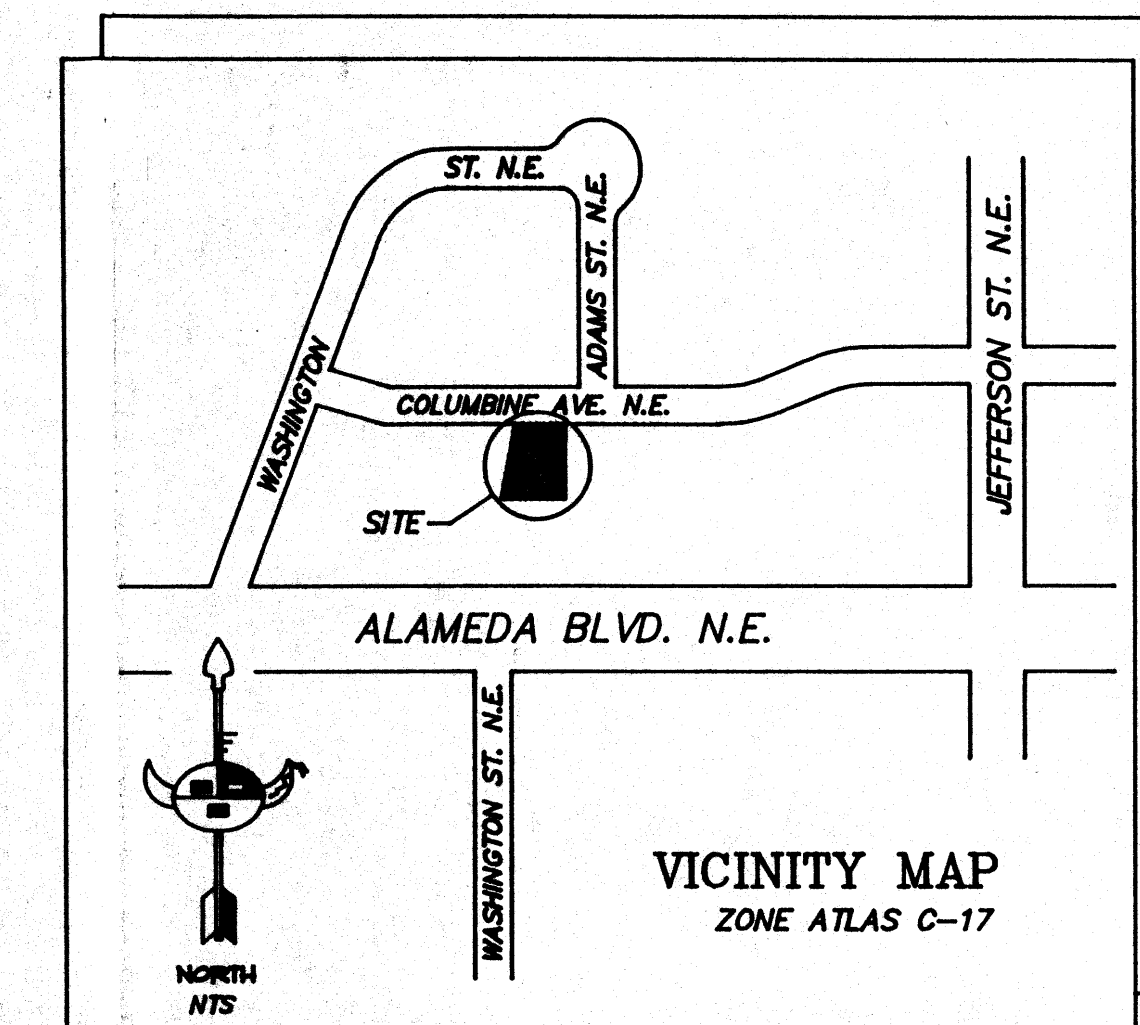 ST. N.E.
ADAMS ST. N.E.
JEFFERSON ST. N.E.
WASHINGTON
COLUMBINE AVE. N.E.
SITE
ALAMEDA BLVD. N.E.
WASHINGTON ST. N.E.
VICINITY MAP
ZONE ATLAS C-17
NORTH
NTS